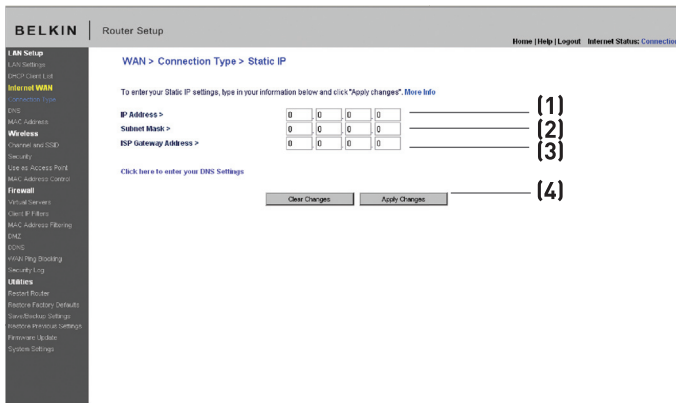 BELKIN
Router Setup
Home | Help | Logout Internet Status: Connection
LAN Setup
LAN Settings
DHCP Client List
Internet WAN
Connection Type
DNS
MAC Address
Wireless
Channel and SSID
Security
Use as Access Point
MAC Address Control
Firewall
Virtual Servers
Client IP Filters
MAC Address Filtering
DMZ
DDNS
WAN Ping Blocking
Security Log
Utilities
Restart Router
Restore Factory Defaults
Save/Backup Settings
Restore Previous Settings
Firmware Update
System Settings
WAN > Connection Type > Static IP
To enter your Static IP settings, type in your information below and click "Apply changes". More Info
IP Address > 0 . 0 . 0 . 0 (1)
Subnet Mask > 0 . 0 . 0 . 0 (2)
ISP Gateway Address > 0 . 0 . 0 . 0 (3)
Click here to enter your DNS Settings
Clear Changes Apply Changes (4)